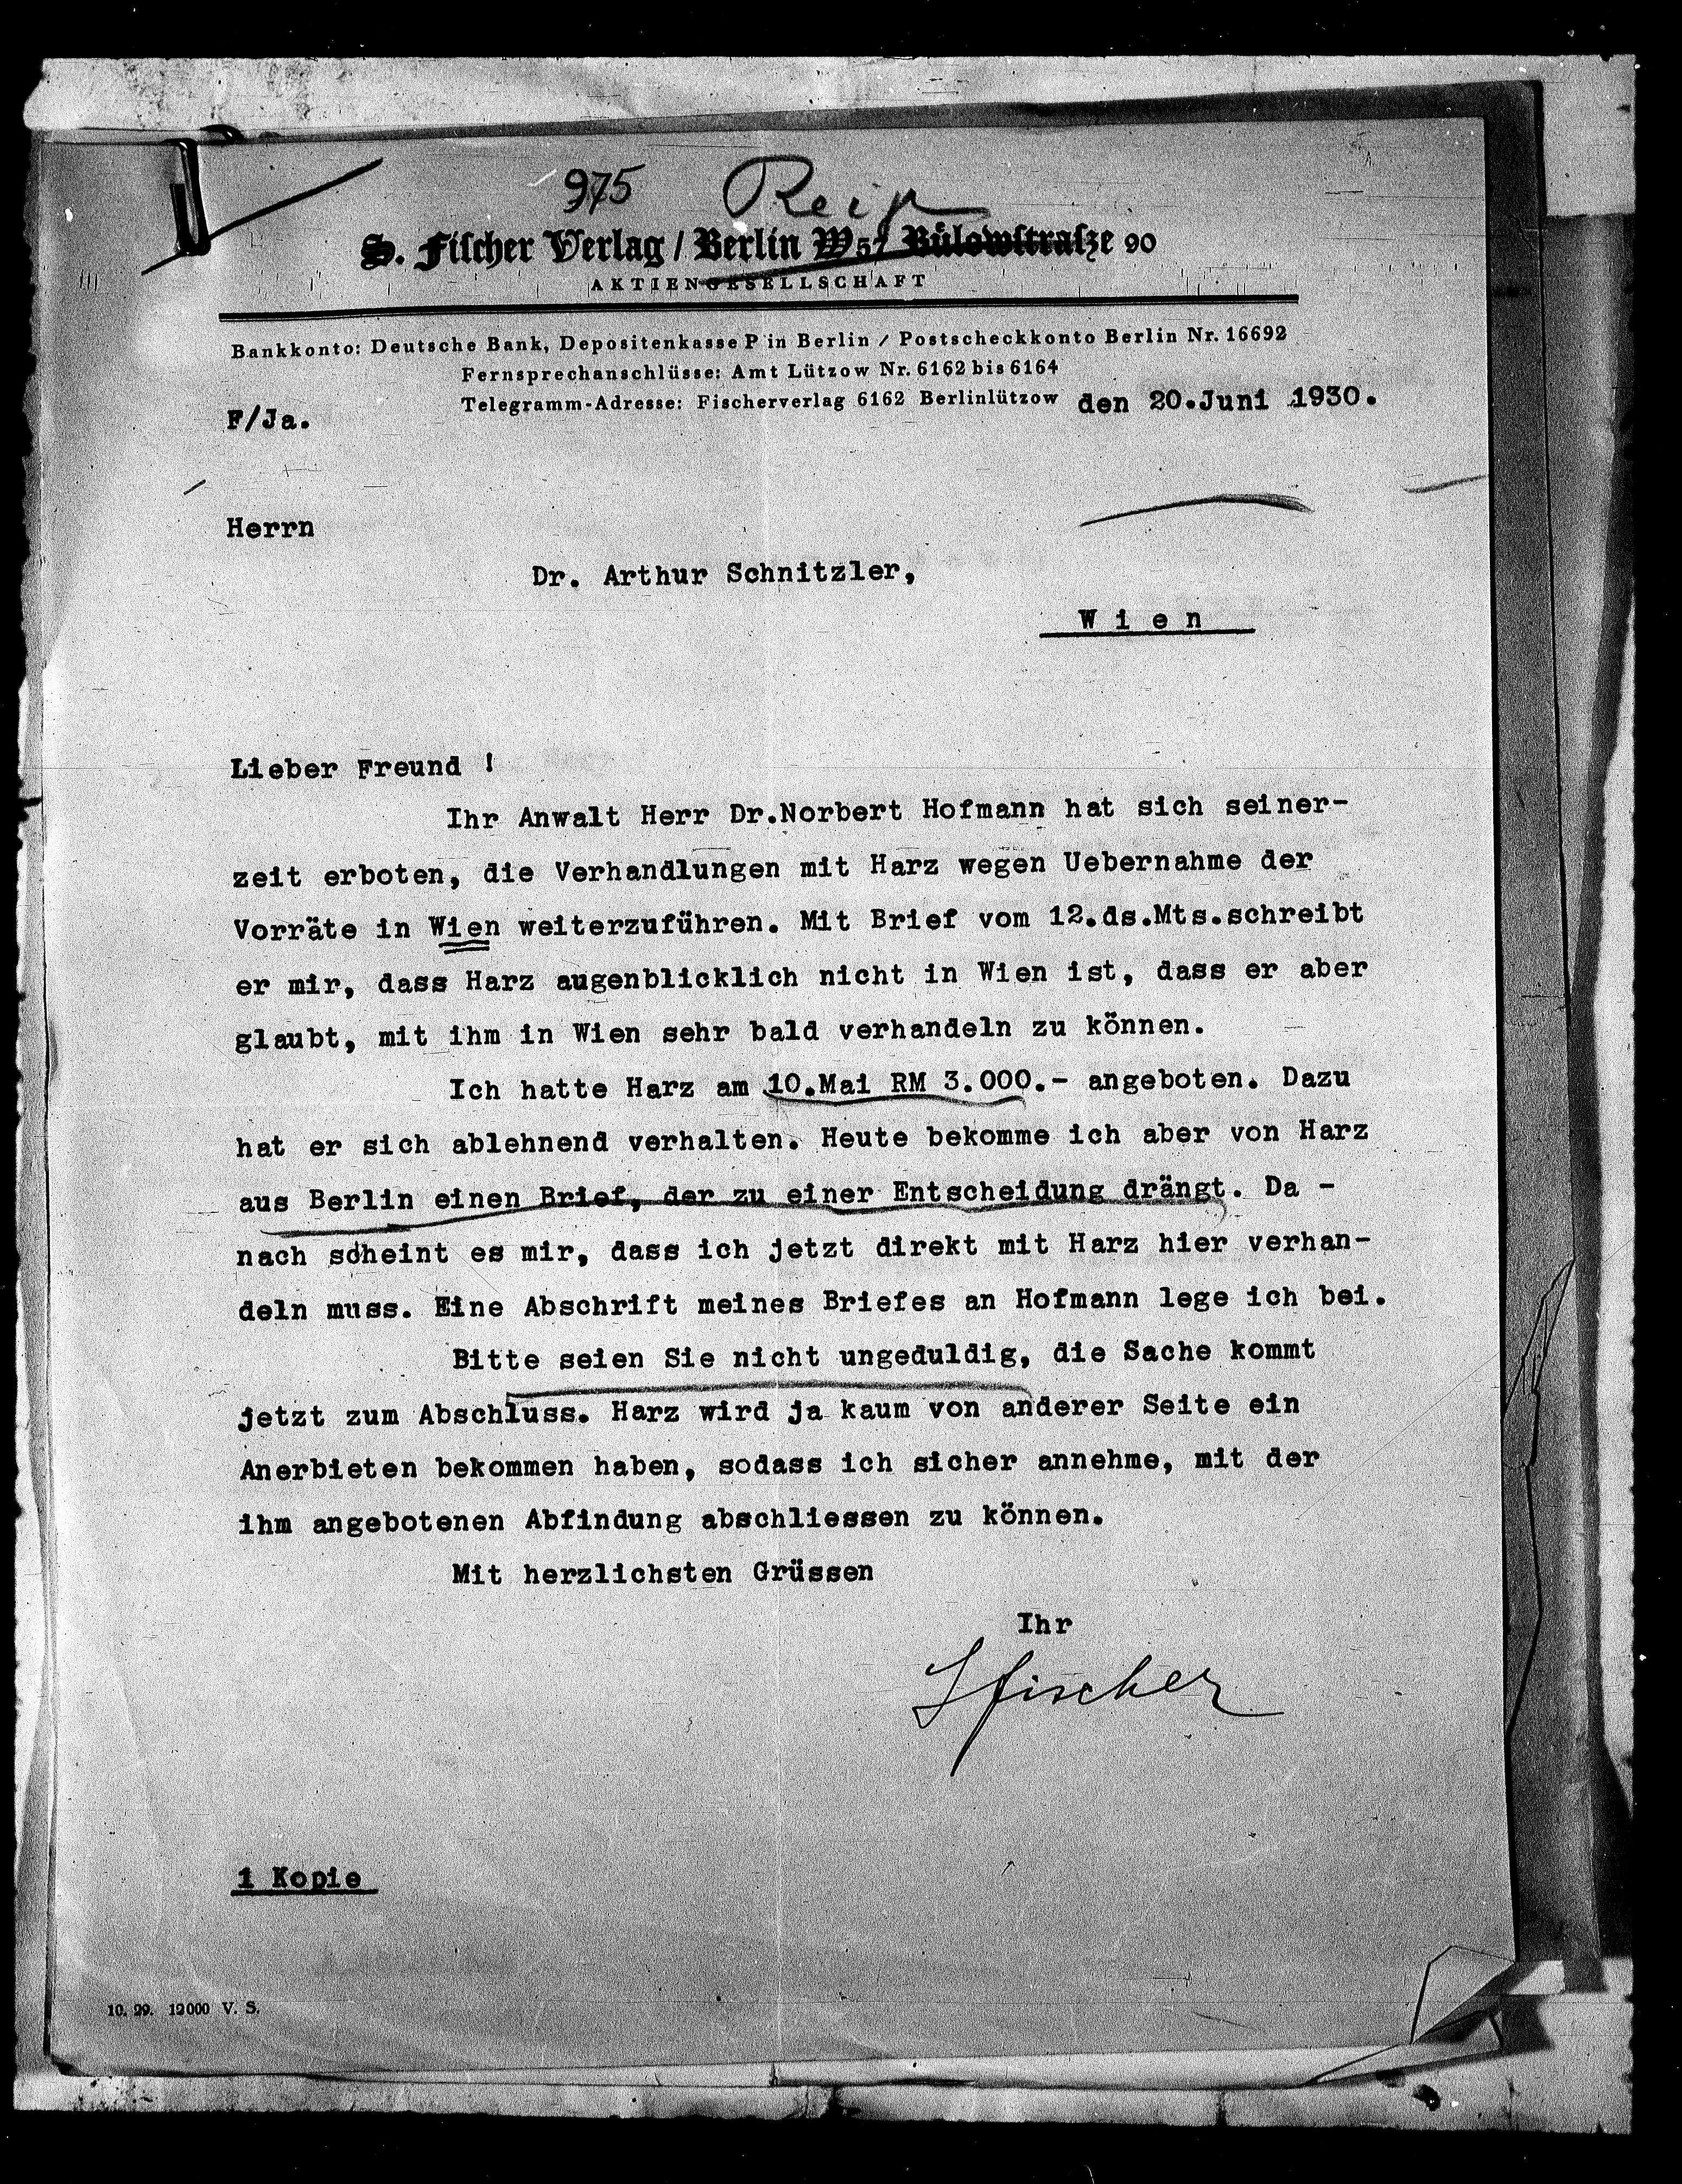 975
S. Fischer Verlag / Berlin W 57 Bülowstraße 90
AKTIENGESELLSCHAFT
Bankkonto: Deutsche Bank, Depositenkasse P in Berlin / Postscheckkonto Berlin Nr. 16692
Fernsprechanschlüsse: Amt Lützow Nr. 6162 bis 6164
Telegramm-Adresse: Fischerverlag 6162 Berlinlützow den 20.Juni 1930.
F/Ja.
Herrn
Dr. Arthur Schnitzler,
W i e n
Lieber Freund !
Ihr Anwalt Herr Dr.Norbert Hofmann hat sich seiner-
zeit erboten, die Verhandlungen mit Harz wegen Uebernahme der
Vorräte in Wien weiterzuführen. Mit Brief vom 12.ds.Mts.schreibt
er mir, dass Harz augenblicklich nicht in Wien ist, dass er aber
glaubt, mit ihm in Wien sehr bald verhandeln zu können.
Ich hatte Harz am 10.Mai RM 3.000.- angeboten. Dazu
hat er sich ablehnend verhalten. Heute bekomme ich aber von Harz
aus Berlin einen Brief, der zu einer Entscheidung drängt. Da -
nach scheint es mir, dass ich jetzt direkt mit Harz hier verhan-
deln muss. Eine Abschrift meines Briefes an Hofmann lege ich bei.
Bitte seien Sie nicht ungeduldig, die Sache kommt
jetzt zum Abschluss. Harz wird ja kaum von anderer Seite ein
Anerbieten bekommen haben, sodass ich sicher annehme, mit der
ihm angebotenen Abfindung abschliessen zu können.
Mit herzlichsten Grüssen
Ihr
SFischer
1 Kopie
10. 29. 12000 V. S.